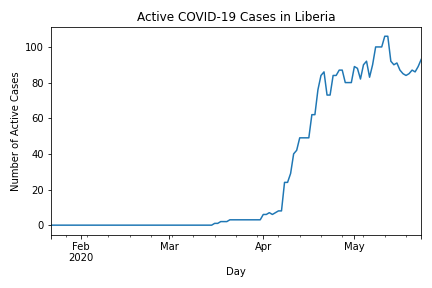 Active COVID-19 Cases in Liberia
Number of Active Cases
100
80
60
40
20
0
Feb
2020
Mar
Apr
May
Day